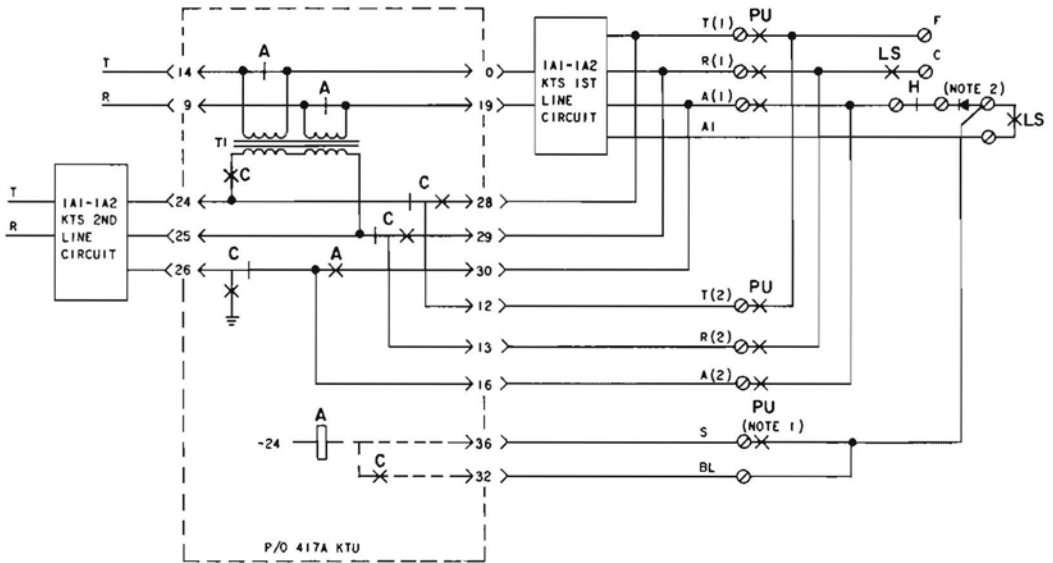 T(1) PU F
T A 14 0 1A1-1A2 KTS 1ST LINE CIRCUIT R(1) LS C
R 9 A 19 A(1) H (NOTE 2)
T1 A1 LS
C
T 1A1-1A2 KTS 2ND LINE CIRCUIT 24 C 28
R 25 C 29
26 C A 30
12 T(2) PU
13 R(2)
16 A(2)
A PU
(NOTE 1)
-24 36 S
C 32 BL
P/O 417A KTU